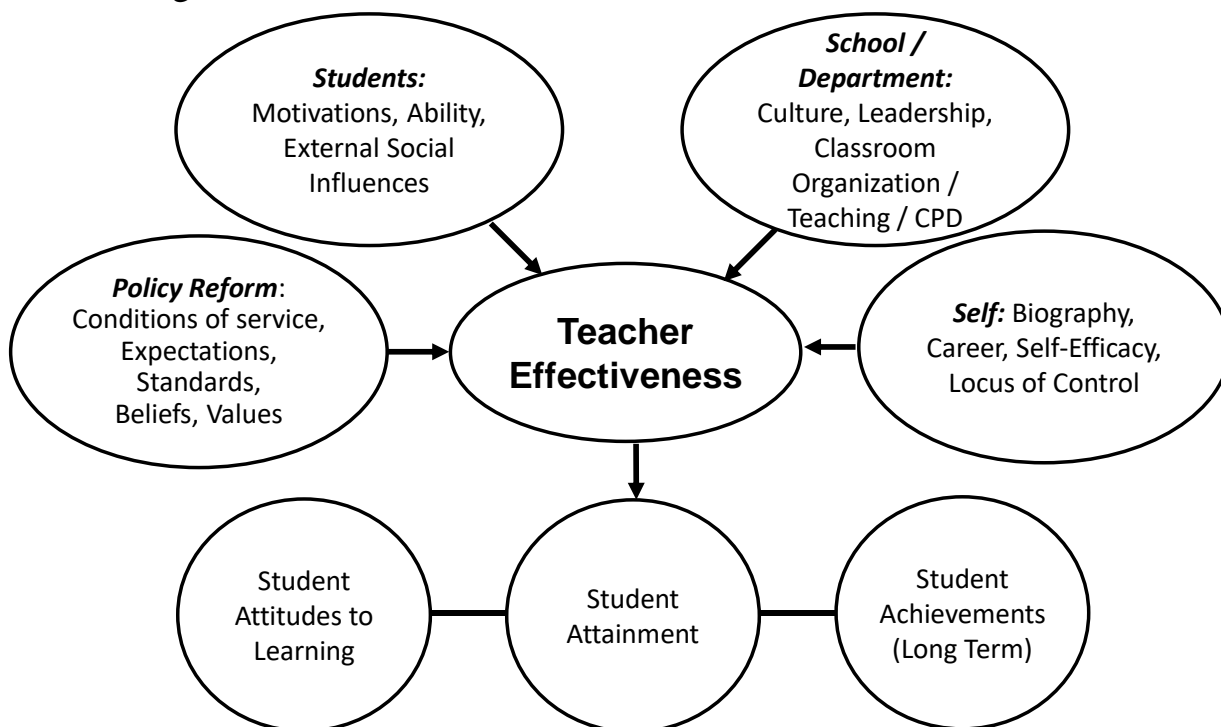 Students:
Motivations, Ability,
External Social
Influences
School /
Department:
Culture, Leadership,
Classroom
Organization /
Teaching / CPD
Policy Reform:
Conditions of service,
Expectations,
Standards,
Beliefs, Values
Teacher
Effectiveness
Self: Biography,
Career, Self-Efficacy,
Locus of Control
Student
Attitudes to
Learning
Student
Attainment
Student
Achievements
(Long Term)